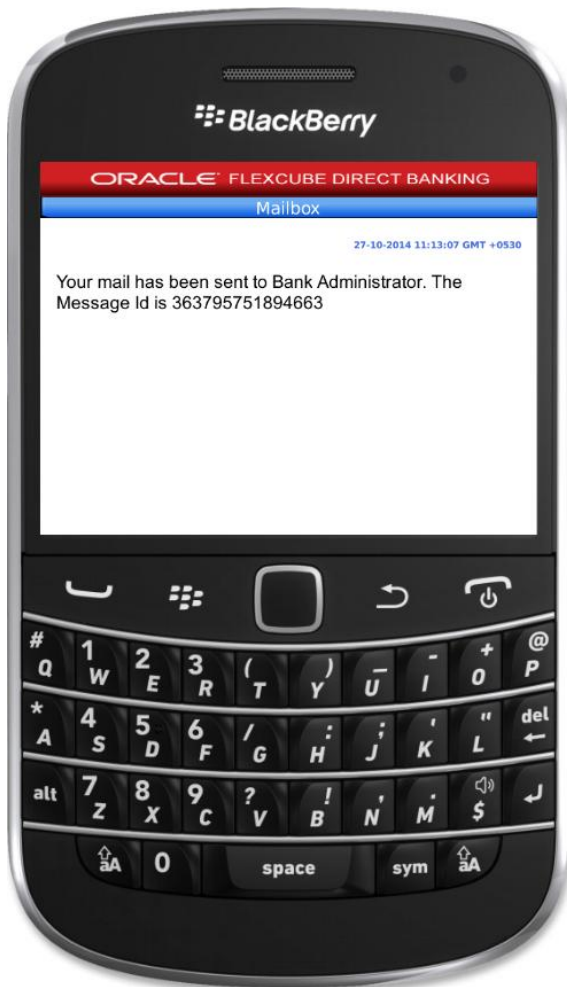 BlackBerry
ORACLE FLEXCUBE DIRECT BANKING
Mailbox
27-10-2014 11:13:07 GMT +0530
Your mail has been sent to Bank Administrator. The
Message Id is 363795751894663
# 1 2 3 ( ) _ - + @
Q W E R T Y U I O P
* 4 5 6 / : ; ' " del
A S D F G H J K L
alt 7 8 9 ? ! , . $
Z X C V B N M
aA 0 space sym aA